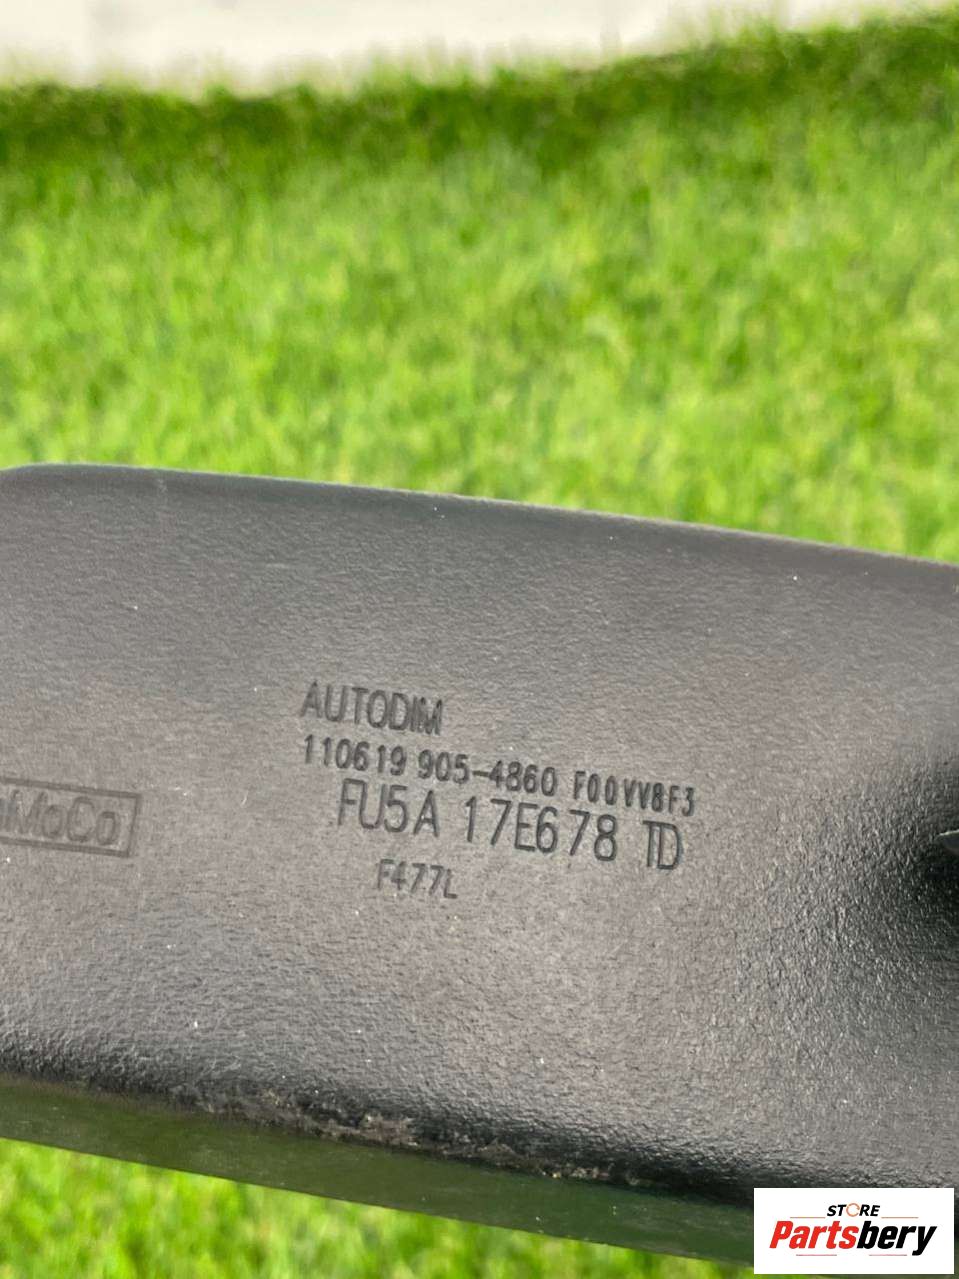 AUTODIM
110619 905-4860 F00VV8F3
FU5A 17E678 TD
F477L
STORE
Partsbery